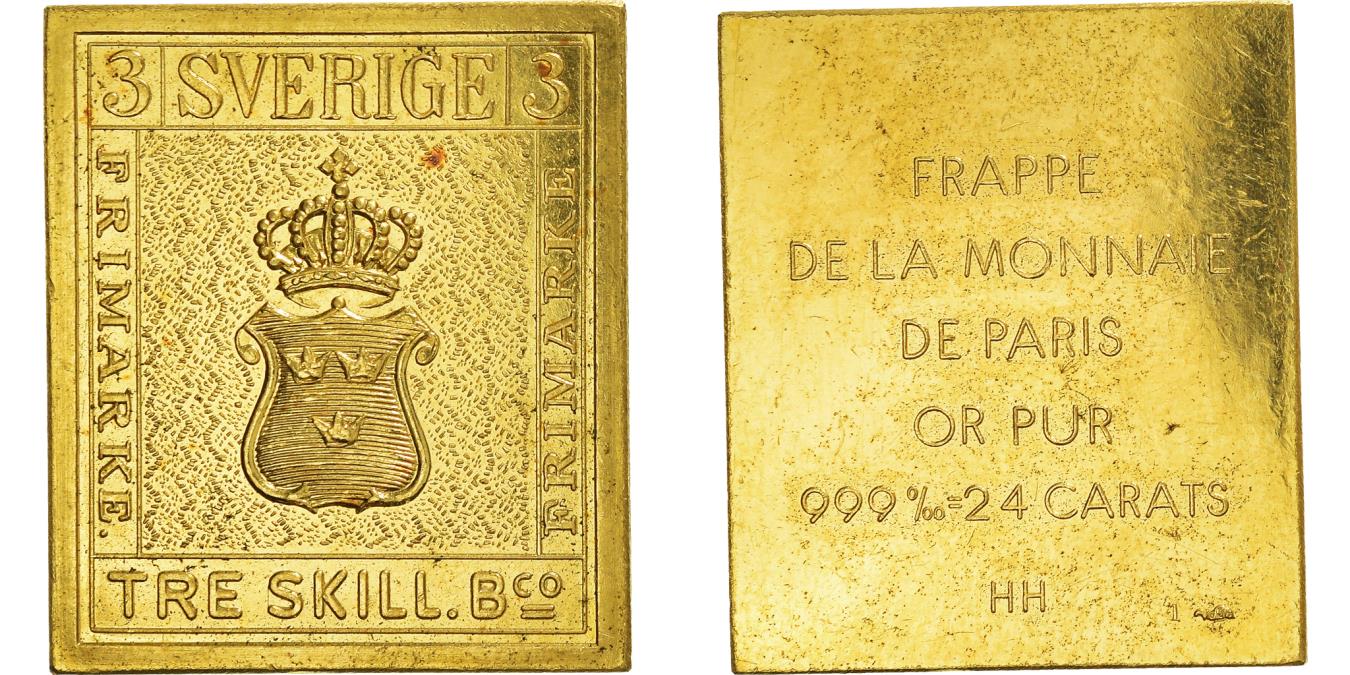 3 SVERIGE 3
FRIMARKE.
FRIMARKE.
TRE SKILL. Bco
FRAPPE
DE LA MONNAIE
DE PARIS
OR PUR
999 ‰=24 CARATS
HH
1